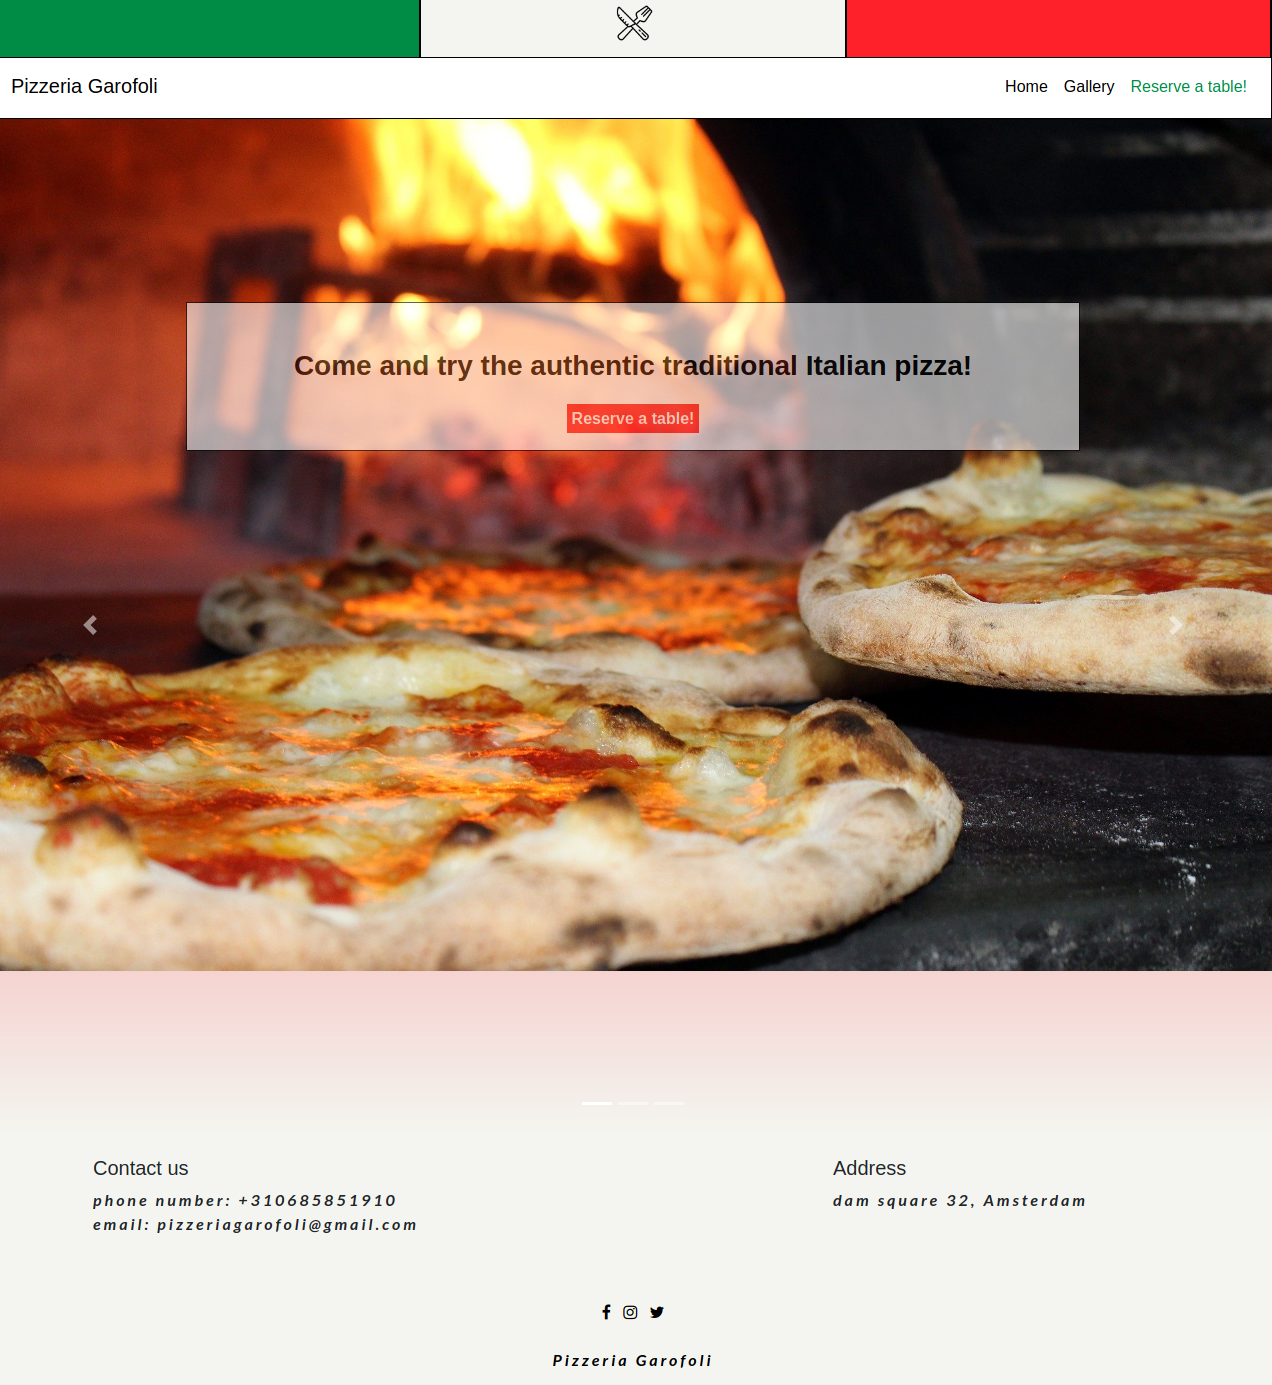 Pizzeria Garofoli
Home Gallery Reserve a table!
Come and try the authentic traditional Italian pizza!
Reserve a table!
Contact us
phone number: +310685851910
email: pizzeriagarofoli@gmail.com
Address
dam square 32, Amsterdam
Pizzeria Garofoli